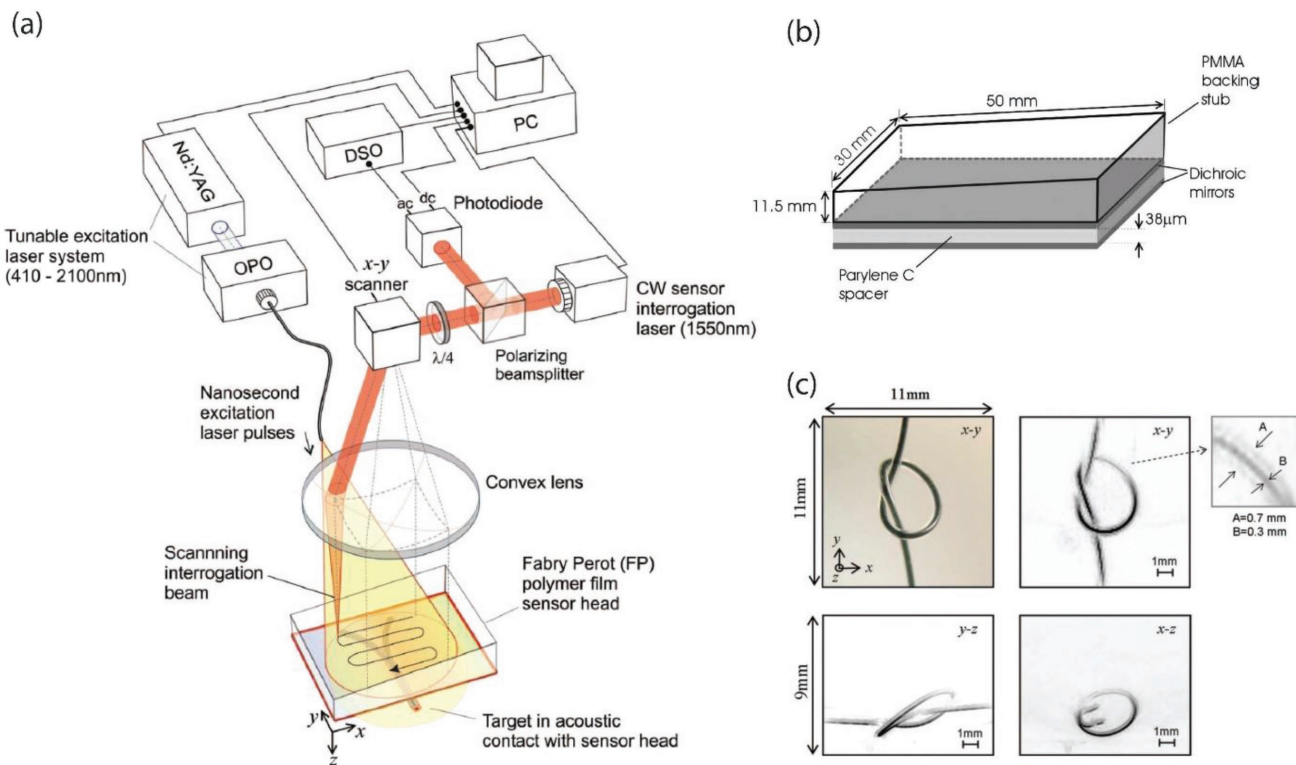 (a)
PC
DSO
Nd:YAG
ac
dc
Photodiode
Tunable excitation
laser system
(410 - 2100nm)
OPO
x-y
scanner
CW sensor
interrogation
laser (1550nm)
λ/4
Polarizing
beamsplitter
Nanosecond
excitation
laser pulses
Convex lens
Scannning
interrogation
beam
Fabry Perot (FP)
polymer film
sensor head
Target in acoustic
contact with sensor head
y
x
z
(b)
PMMA
backing
stub
50 mm
30 mm
11.5 mm
Dichroic
mirrors
38μm
Parylene C
spacer
(c)
11mm
11mm
x-y
y
z
x
x-y
1mm
A
B
A=0.7 mm
B=0.3 mm
9mm
y-z
1mm
x-z
1mm